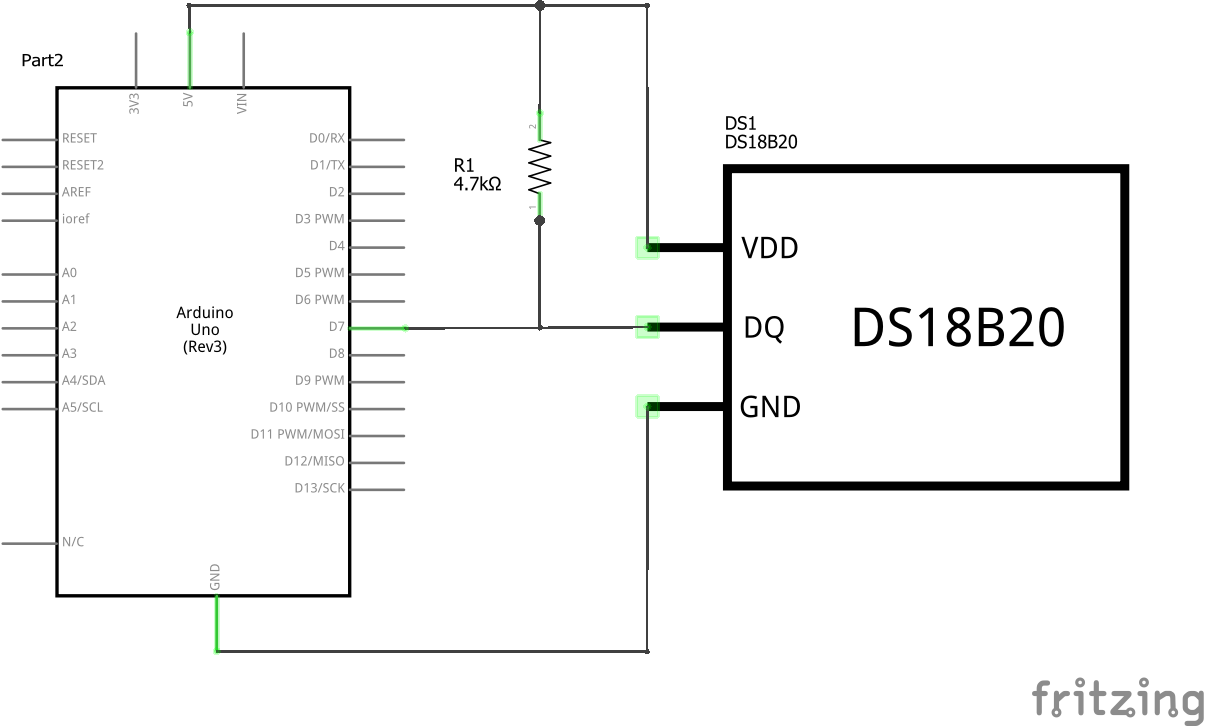 Part2
3V3
5V
VIN
RESET
RESET2
AREF
ioref
A0
A1
A2
A3
A4/SDA
A5/SCL
N/C
Arduino
Uno
(Rev3)
D0/RX
D1/TX
D2
D3 PWM
D4
D5 PWM
D6 PWM
D7
D8
D9 PWM
D10 PWM/SS
D11 PWM/MOSI
D12/MISO
D13/SCK
GND
R1
4.7kΩ
2
1
DS1
DS18B20
VDD
DQ
GND
DS18B20
fritzing